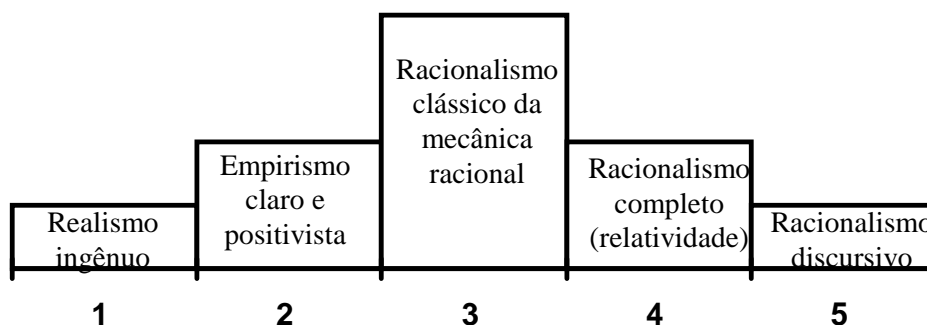 Racionalismo
clássico da
mecânica
racional
Empirismo
claro e
positivista
Racionalismo
completo
(relatividade)
Realismo
ingênuo
Racionalismo
discursivo
1
2
3
4
5